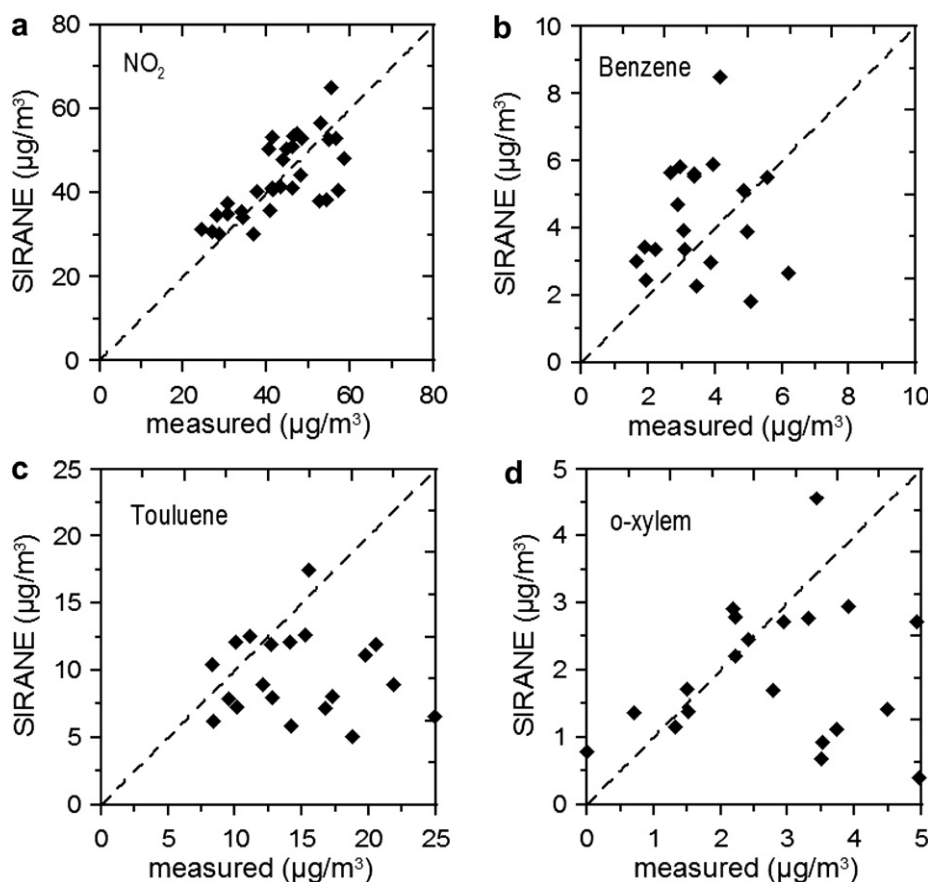 a
NO₂
SIRANE (µg/m³)
80
60
40
20
0
0 20 40 60 80
measured (µg/m³)
b
Benzene
SIRANE (µg/m³)
10
8
6
4
2
0
0 2 4 6 8 10
measured (µg/m³)
c
Touluene
SIRANE (µg/m³)
25
20
15
10
5
0
0 5 10 15 20 25
measured (µg/m³)
d
o-xylem
SIRANE (µg/m³)
5
4
3
2
1
0
0 1 2 3 4 5
measured (µg/m³)